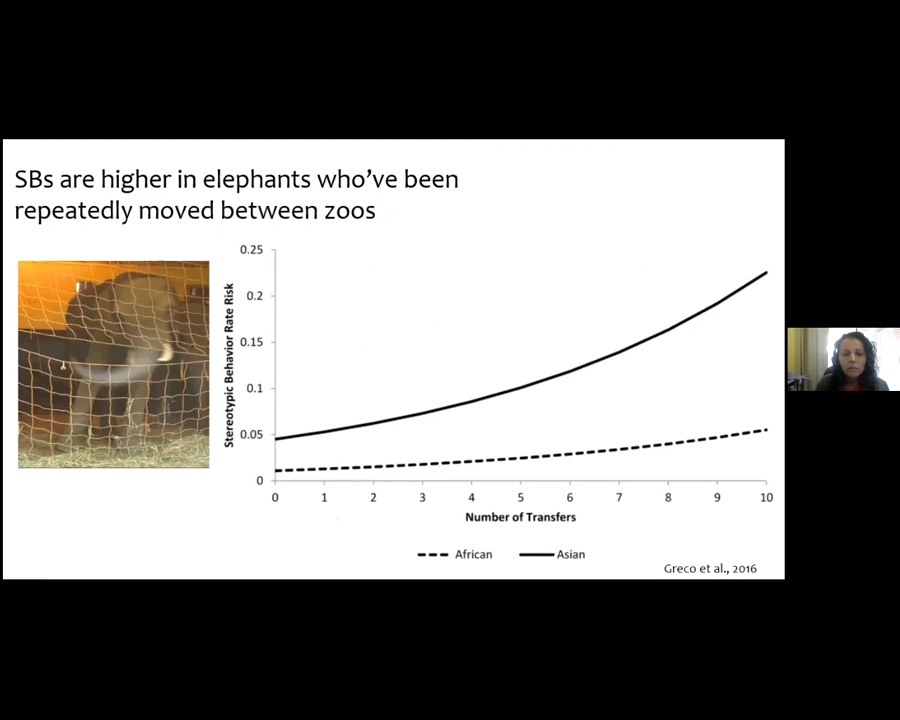 SBs are higher in elephants who’ve been
repeatedly moved between zoos
Stereotypic Behavior Rate Risk
0.25
0.2
0.15
0.1
0.05
0
0 1 2 3 4 5 6 7 8 9 10
Number of Transfers
African Asian
Greco et al., 2016